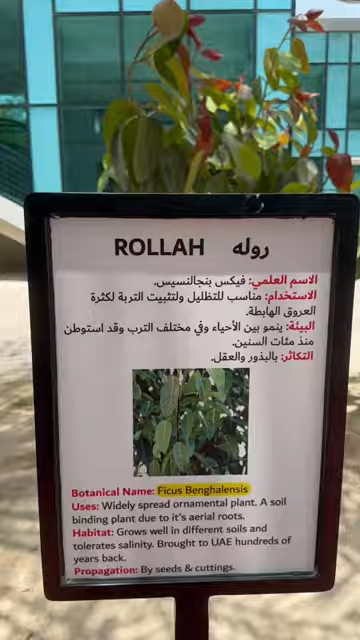 ROLLAH روله
الاسم العلمي: فيكس بنجالنسيس.
الاستخدام: مناسب للتظليل ولتثبيت التربة لكثرة
العروق الهابطة.
البيئة: ينمو بين الأحياء وفي مختلف الترب وقد استوطن
منذ مئات السنين.
التكاثر: بالبذور والعقل.
Botanical Name: Ficus Benghalensis
Uses: Widely spread ornamental plant. A soil
binding plant due to it's aerial roots.
Habitat: Grows well in different soils and
tolerates salinity. Brought to UAE hundreds of
years back.
Propagation: By seeds & cuttings.